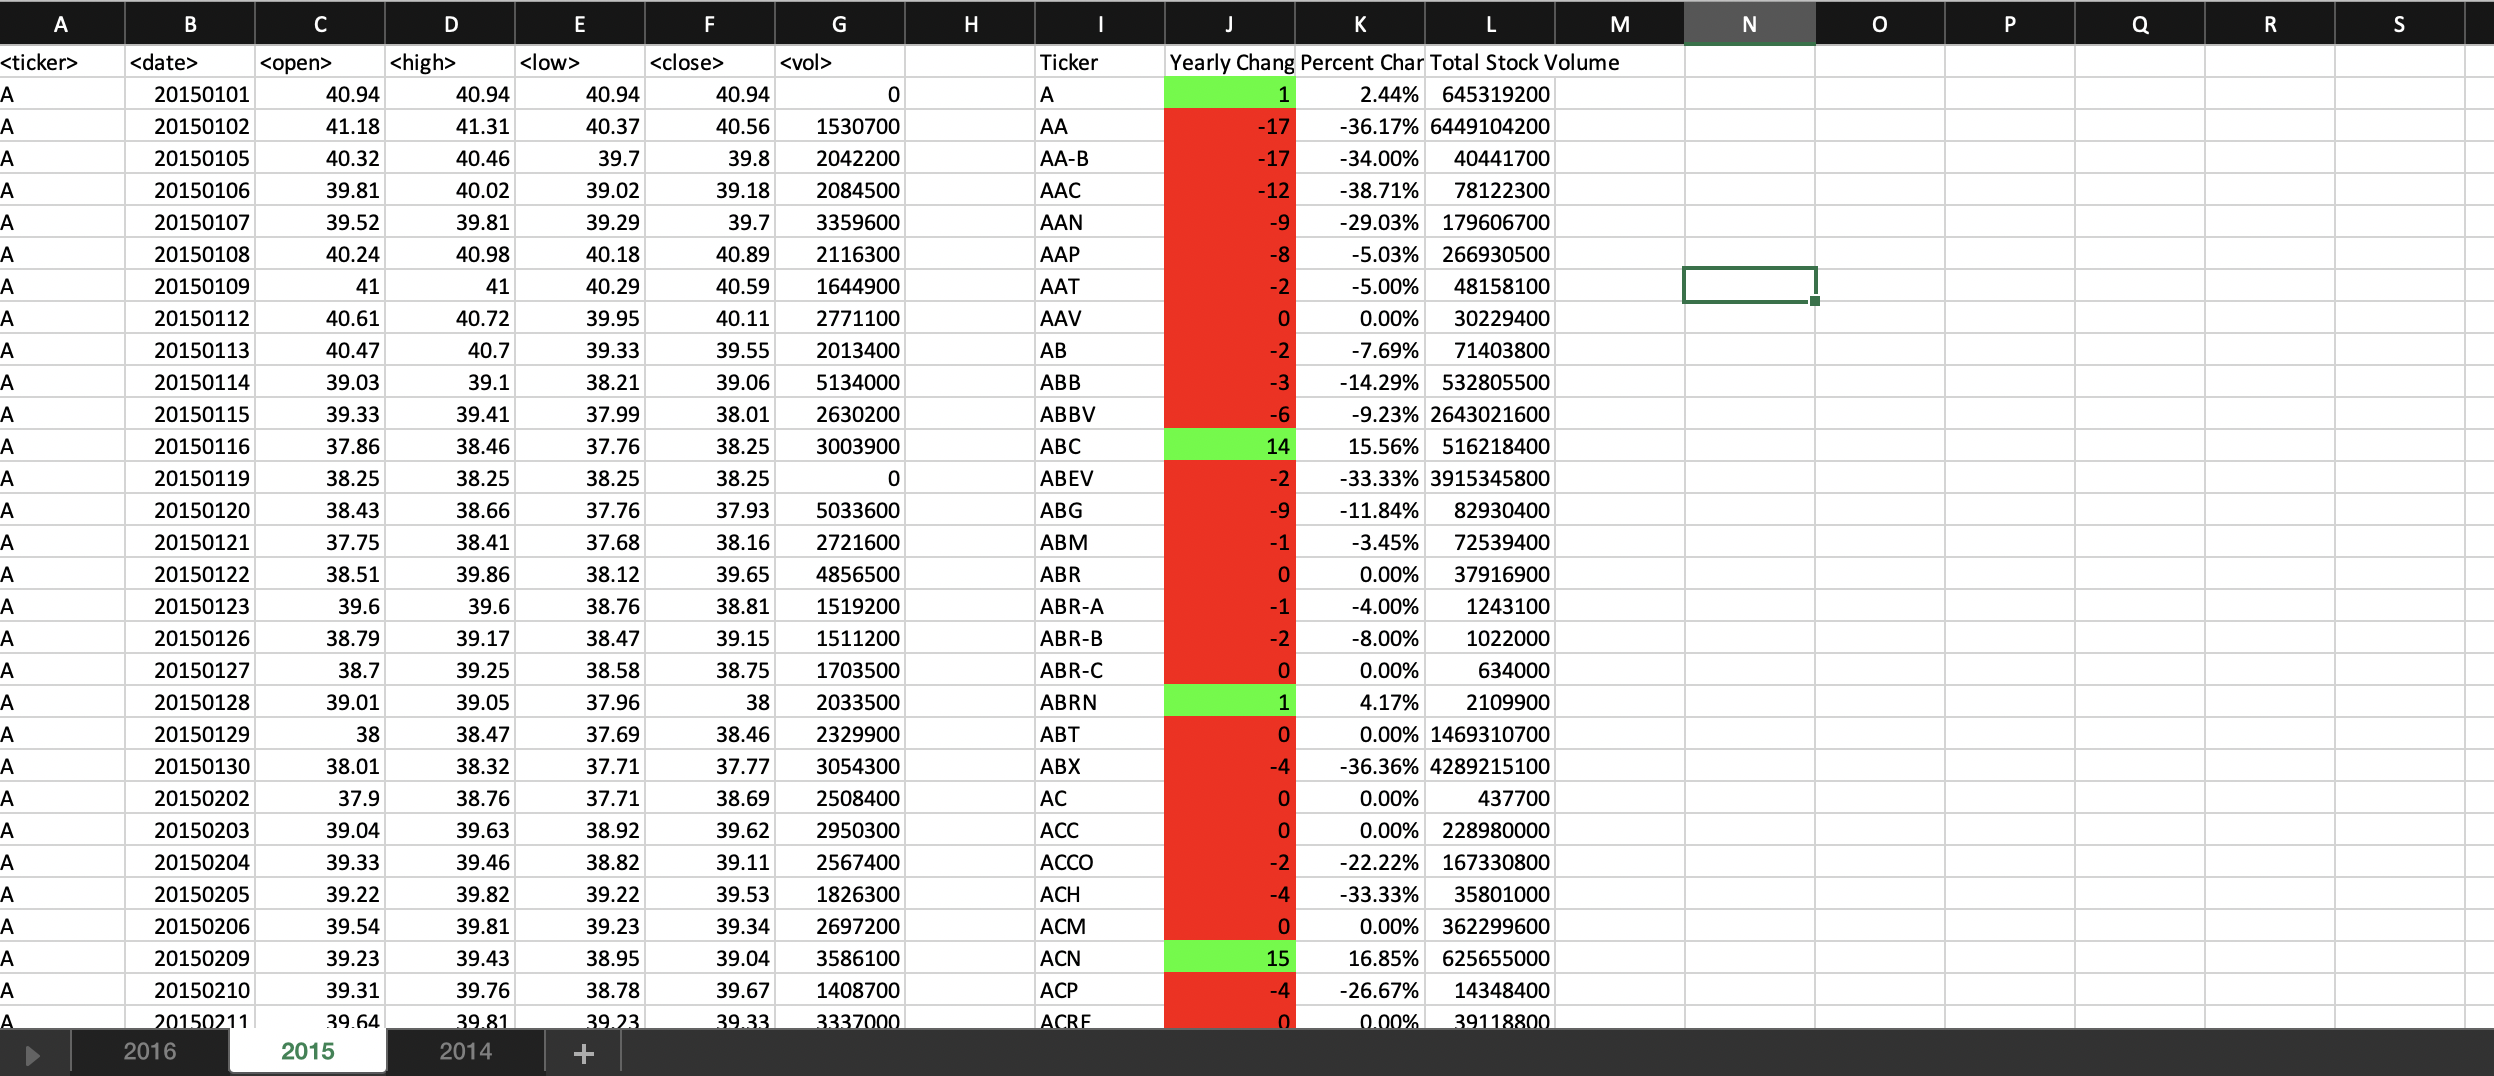 A B C D E F G H I J K L M N O P Q R S
<ticker> <date> <open> <high> <low> <close> <vol> Ticker Yearly Chang Percent Char Total Stock Volume
A 20150101 40.94 40.94 40.94 40.94 0 A 1 2.44% 645319200
A 20150102 41.18 41.31 40.37 40.56 1530700 AA -17 -36.17% 6449104200
A 20150105 40.32 40.46 39.7 39.8 2042200 AA-B -17 -34.00% 40441700
A 20150106 39.81 40.02 39.02 39.18 2084500 AAC -12 -38.71% 78122300
A 20150107 39.52 39.81 39.29 39.7 3359600 AAN -9 -29.03% 179606700
A 20150108 40.24 40.98 40.18 40.89 2116300 AAP -8 -5.03% 266930500
A 20150109 41 41 40.29 40.59 1644900 AAT -2 -5.00% 48158100
A 20150112 40.61 40.72 39.95 40.11 2771100 AAV 0 0.00% 30229400
A 20150113 40.47 40.7 39.33 39.55 2013400 AB -2 -7.69% 71403800
A 20150114 39.03 39.1 38.21 39.06 5134000 ABB -3 -14.29% 532805500
A 20150115 39.33 39.41 37.99 38.01 2630200 ABBV -6 -9.23% 2643021600
A 20150116 37.86 38.46 37.76 38.25 3003900 ABC 14 15.56% 516218400
A 20150119 38.25 38.25 38.25 38.25 0 ABEV -2 -33.33% 3915345800
A 20150120 38.43 38.66 37.76 37.93 5033600 ABG -9 -11.84% 82930400
A 20150121 37.75 38.41 37.68 38.16 2721600 ABM -1 -3.45% 72539400
A 20150122 38.51 39.86 38.12 39.65 4856500 ABR 0 0.00% 37916900
A 20150123 39.6 39.6 38.76 38.81 1519200 ABR-A -1 -4.00% 1243100
A 20150126 38.79 39.17 38.47 39.15 1511200 ABR-B -2 -8.00% 1022000
A 20150127 38.7 39.25 38.58 38.75 1703500 ABR-C 0 0.00% 634000
A 20150128 39.01 39.05 37.96 38 2033500 ABRN 1 4.17% 2109900
A 20150129 38 38.47 37.69 38.46 2329900 ABT 0 0.00% 1469310700
A 20150130 38.01 38.32 37.71 37.77 3054300 ABX -4 -36.36% 4289215100
A 20150202 37.9 38.76 37.71 38.69 2508400 AC 0 0.00% 437700
A 20150203 39.04 39.63 38.92 39.62 2950300 ACC 0 0.00% 228980000
A 20150204 39.33 39.46 38.82 39.11 2567400 ACCO -2 -22.22% 167330800
A 20150205 39.22 39.82 39.22 39.53 1826300 ACH -4 -33.33% 35801000
A 20150206 39.54 39.81 39.23 39.34 2697200 ACM 0 0.00% 362299600
A 20150209 39.23 39.43 38.95 39.04 3586100 ACN 15 16.85% 625655000
A 20150210 39.31 39.76 38.78 39.67 1408700 ACP -4 -26.67% 14348400
A 20150211 39.64 39.81 39.23 39.33 3337000 ACRE 0 0.00% 39118800
2016 2015 2014